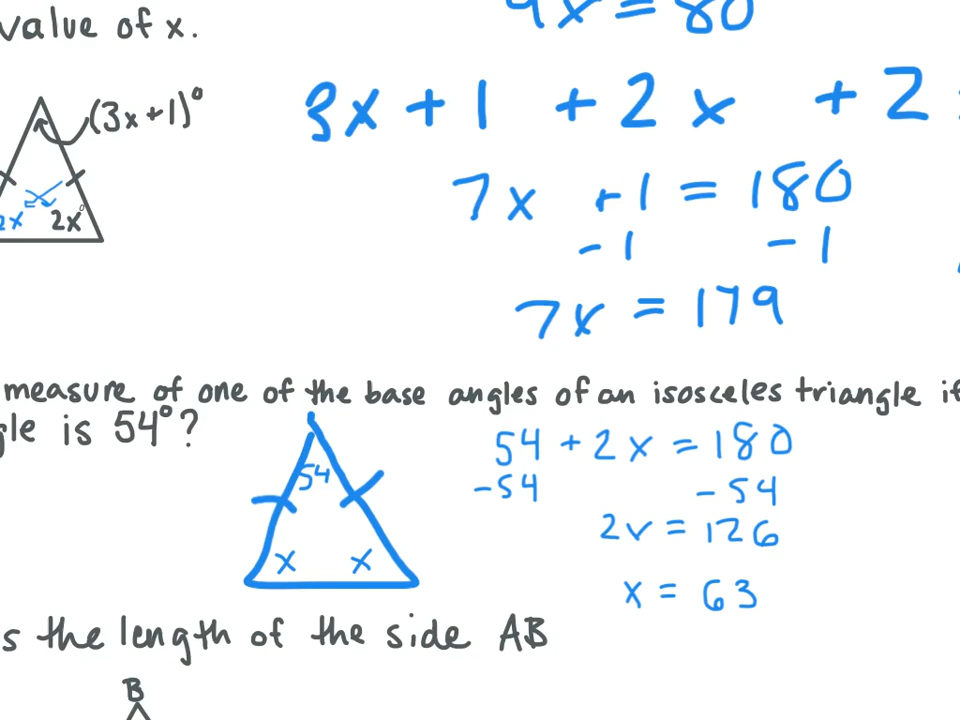 value of x.
9x = 80
(3x+1)°
3x + 1 + 2x + 2
7x + 1 = 180
2x 2x°
- 1 - 1
7x = 179
measure of one of the base angles of an isosceles triangle if
gle is 54°?
54 + 2x = 180
54
-54 - 54
2x = 126
x x
x = 63
s the length of the side AB
B